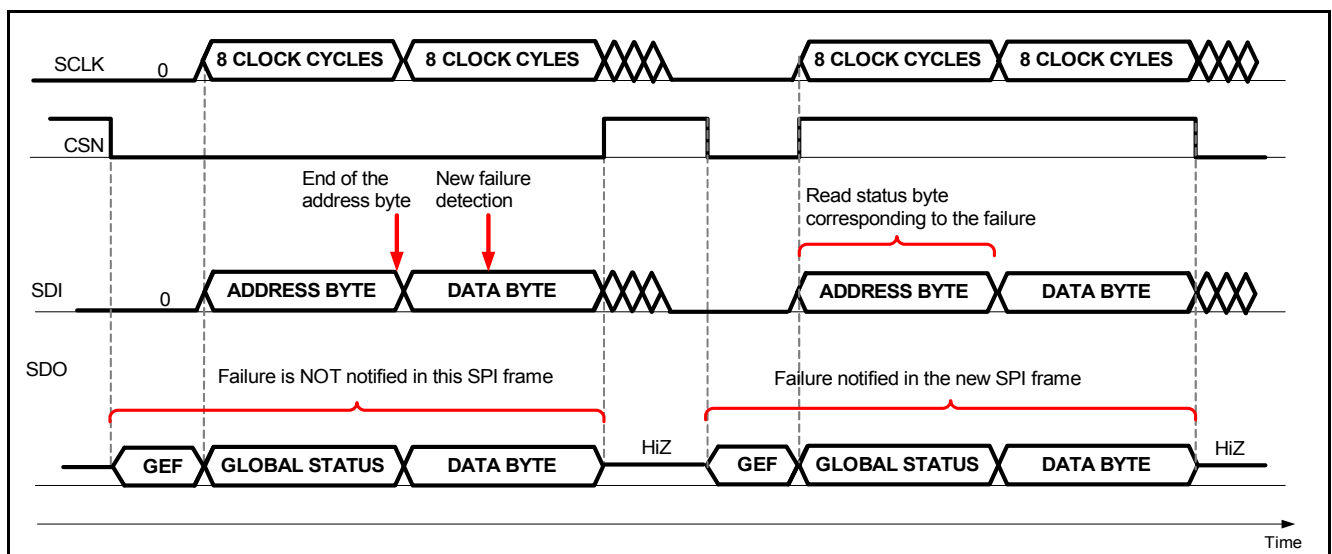 SCLK
0
8 CLOCK CYCLES
8 CLOCK CYLES
8 CLOCK CYCLES
8 CLOCK CYLES
CSN
End of the
address byte
New failure
detection
Read status byte
corresponding to the failure
SDI
0
ADDRESS BYTE
DATA BYTE
ADDRESS BYTE
DATA BYTE
SDO
Failure is NOT notified in this SPI frame
Failure notified in the new SPI frame
GEF
GLOBAL STATUS
DATA BYTE
HiZ
GEF
GLOBAL STATUS
DATA BYTE
HiZ
Time